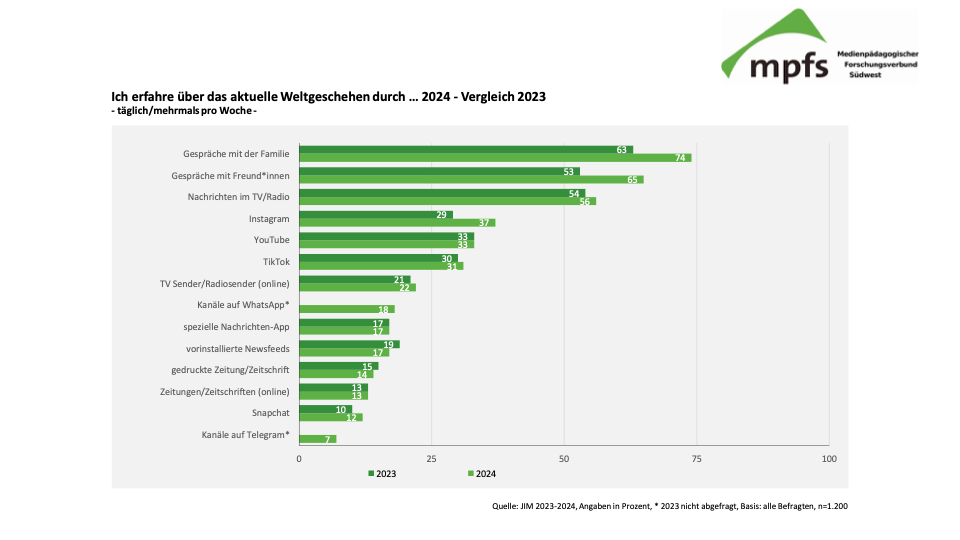 mpfs
Medienpädagogischer
Forschungsverbund
Südwest
Ich erfahre über das aktuelle Weltgeschehen durch ... 2024 - Vergleich 2023
- täglich/mehrmals pro Woche -
Gespräche mit der Familie
63
74
Gespräche mit Freund*innen
53
65
Nachrichten im TV/Radio
54
56
Instagram
29
37
YouTube
33
33
TikTok
30
31
TV Sender/Radiosender (online)
21
22
Kanäle auf WhatsApp*
18
spezielle Nachrichten-App
17
17
vorinstallierte Newsfeeds
19
17
gedruckte Zeitung/Zeitschrift
15
14
Zeitungen/Zeitschriften (online)
13
13
Snapchat
10
12
Kanäle auf Telegram*
7
0 25 50 75 100
2023 2024
Quelle: JIM 2023-2024, Angaben in Prozent, * 2023 nicht abgefragt, Basis: alle Befragten, n=1.200